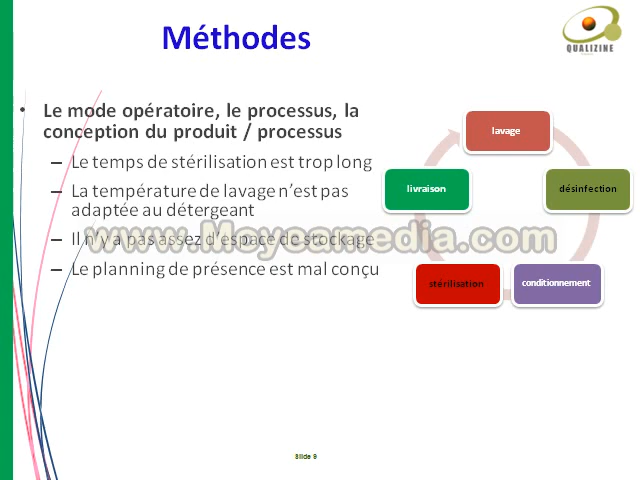 Méthodes
QUALIZINE
• Le mode opératoire, le processus, la
conception du produit / processus
– Le temps de stérilisation est trop long
– La température de lavage n’est pas
adaptée au détergeant
– Il n’y a pas assez d’espace de stockage
– Le planning de présence est mal conçu
lavage
livraison
désinfection
stérilisation
conditionnement
www.Moyeamedia.com
Slide 9